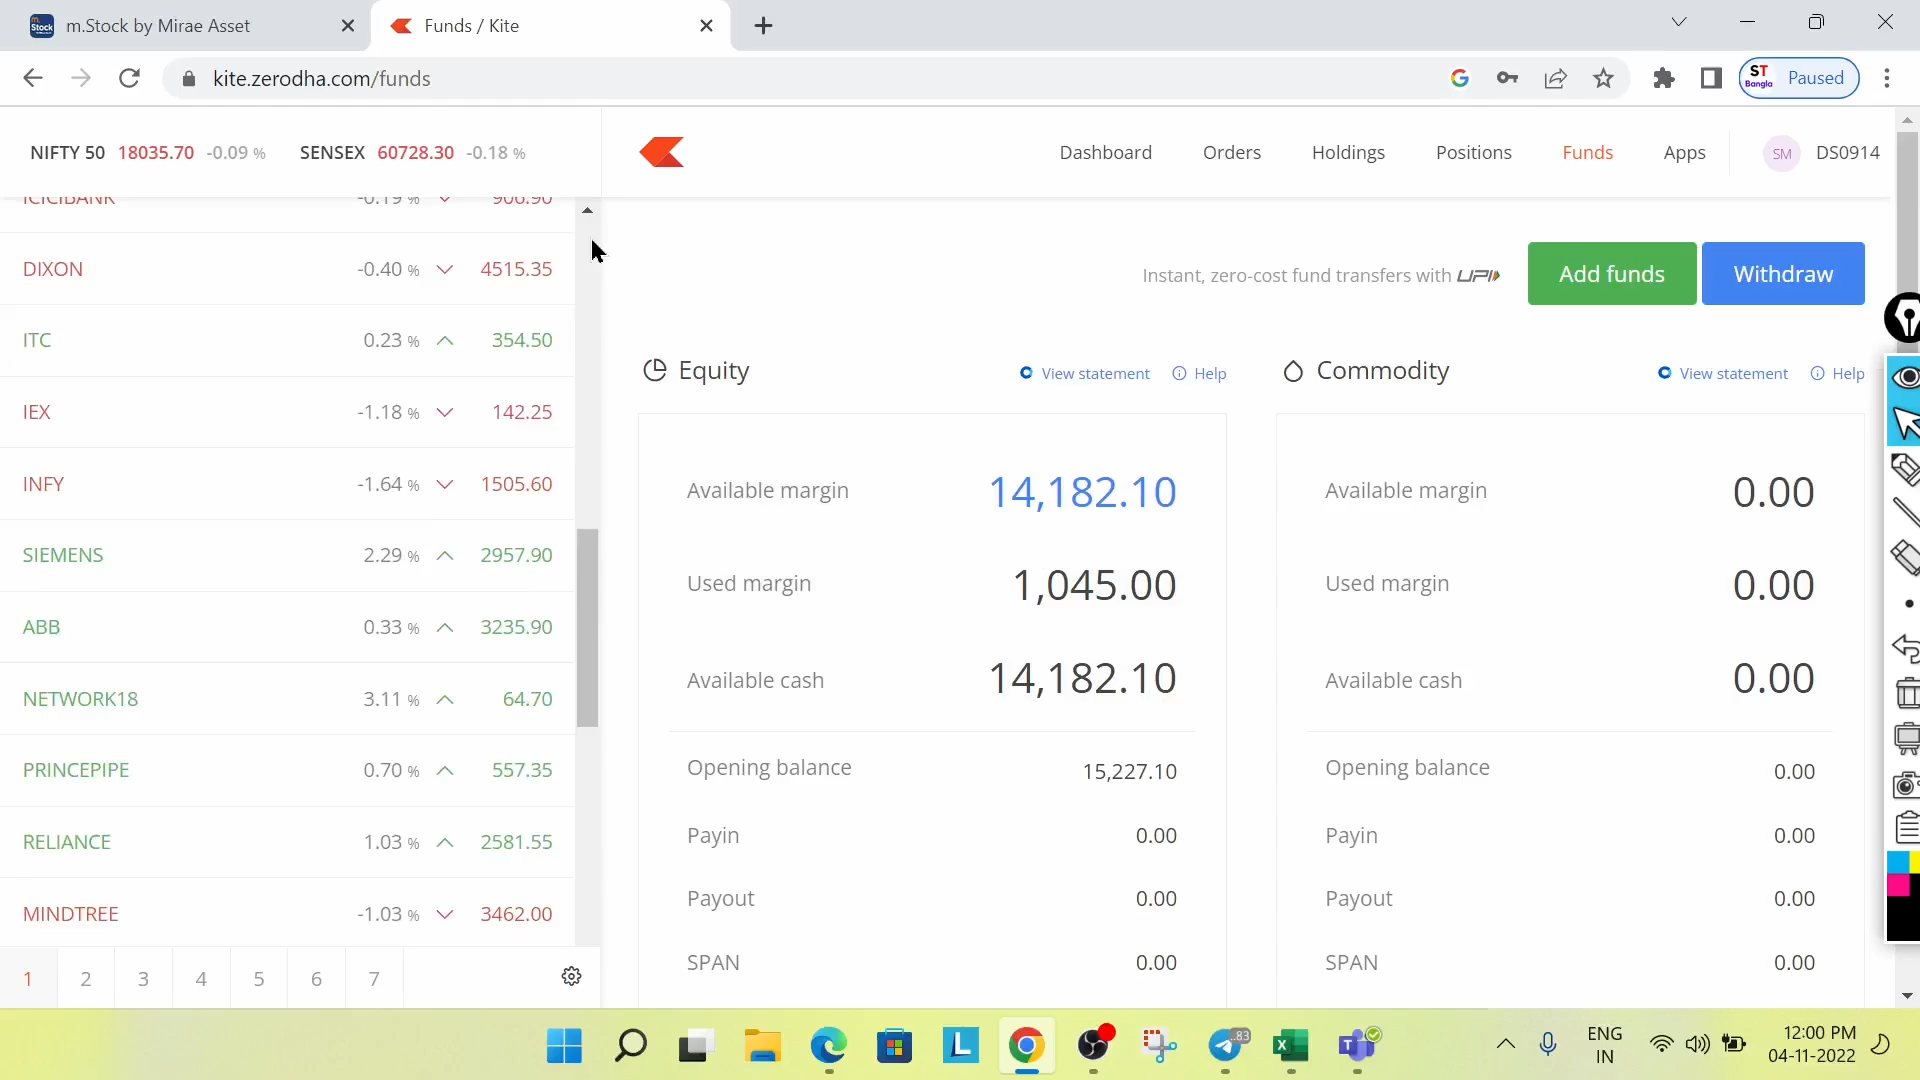 m.Stock by Mirae Asset
Funds / Kite
kite.zerodha.com/funds
ST Bangla Paused
NIFTY 50 18035.70 -0.09 % SENSEX 60728.30 -0.18 %
Dashboard Orders Holdings Positions Funds Apps SM DS0914
ICICIBANK -0.19 % 906.90
DIXON -0.40 % 4515.35
ITC 0.23 % 354.50
IEX -1.18 % 142.25
INFY -1.64 % 1505.60
SIEMENS 2.29 % 2957.90
ABB 0.33 % 3235.90
NETWORK18 3.11 % 64.70
PRINCEPIPE 0.70 % 557.35
RELIANCE 1.03 % 2581.55
MINDTREE -1.03 % 3462.00
1 2 3 4 5 6 7
Instant, zero-cost fund transfers with UPI Add funds Withdraw
Equity View statement Help
Available margin 14,182.10
Used margin 1,045.00
Available cash 14,182.10
Opening balance 15,227.10
Payin 0.00
Payout 0.00
SPAN 0.00
Commodity View statement Help
Available margin 0.00
Used margin 0.00
Available cash 0.00
Opening balance 0.00
Payin 0.00
Payout 0.00
SPAN 0.00
ENG
IN
12:00 PM
04-11-2022